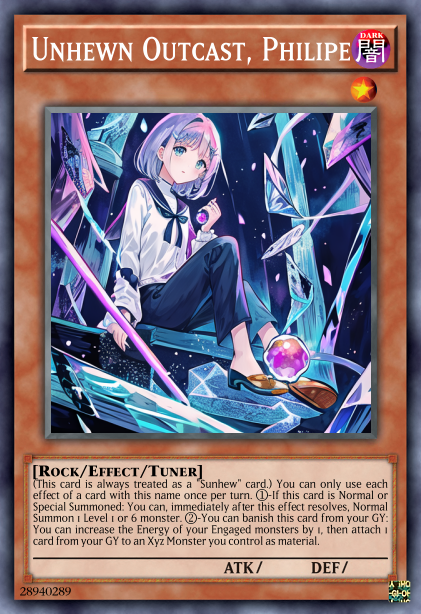 Unhewn Outcast, Philipe
DARK
闇
[Rock/Effect/Tuner]
(This card is always treated as a "Sunhew" card.) You can only use each
effect of a card with this name once per turn. ①-If this card is Normal or
Special Summoned: You can, immediately after this effect resolves, Normal
Summon 1 Level 1 or 6 monster. ②-You can banish this card from your GY:
You can increase the Energy of your Engaged monsters by 1, then attach 1
card from your GY to an Xyz Monster you control as material.
ATK/ DEF/
28940289